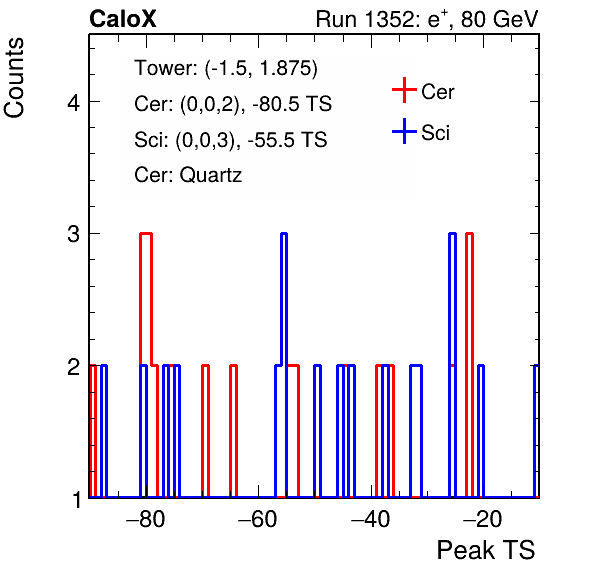 CaloX Run 1352: e⁺, 80 GeV
Counts
Tower: (-1.5, 1.875)
Cer: (0,0,2), -80.5 TS
Sci: (0,0,3), -55.5 TS
Cer: Quartz
Cer
Sci
4
3
2
1
−80 −60 −40 −20
Peak TS